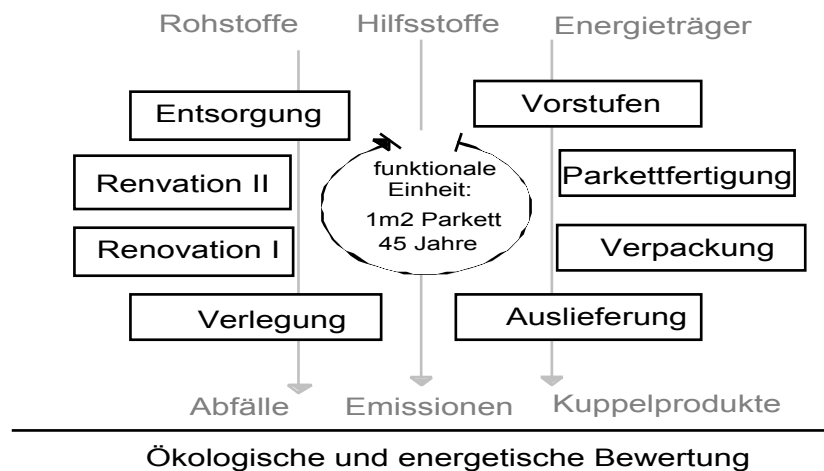 Rohstoffe Hilfsstoffe Energieträger
Entsorgung
Vorstufen
Renvation II
funktionale
Einheit:
1m2 Parkett
45 Jahre
Parkettfertigung
Renovation I
Verpackung
Verlegung
Auslieferung
Abfälle Emissionen Kuppelprodukte
Ökologische und energetische Bewertung